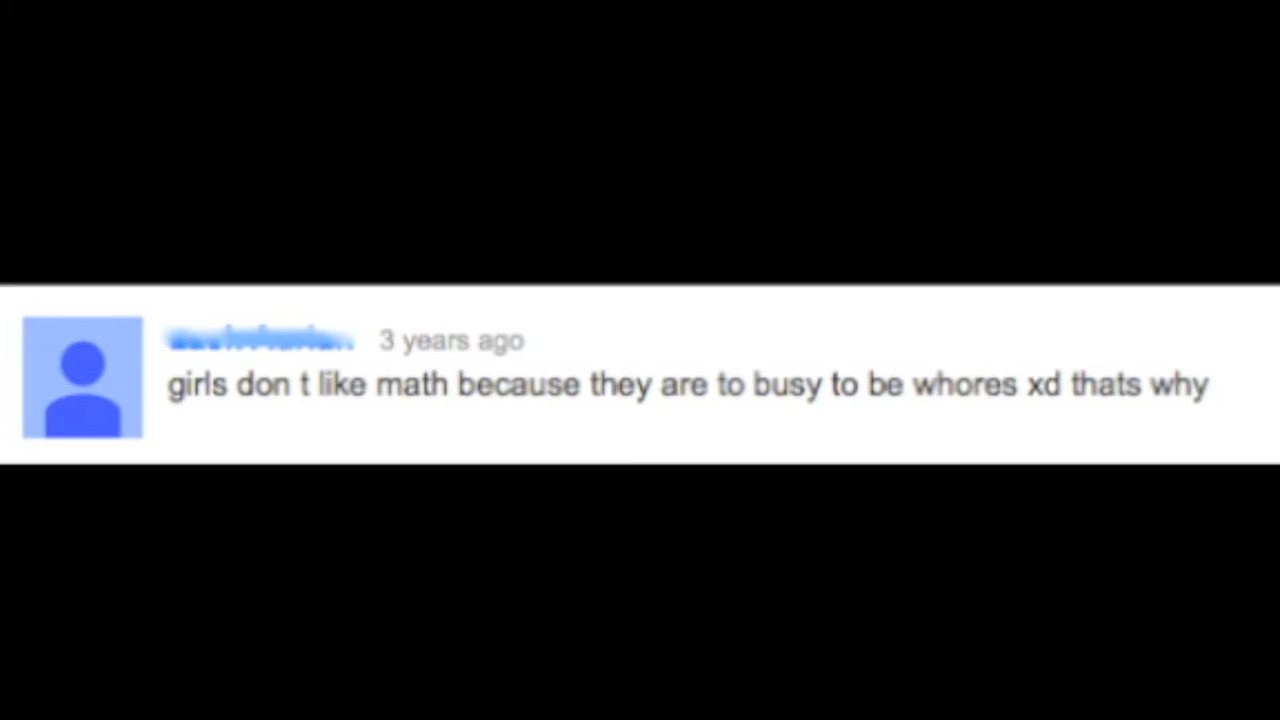 3 years ago
girls don t like math because they are to busy to be whores xd thats why